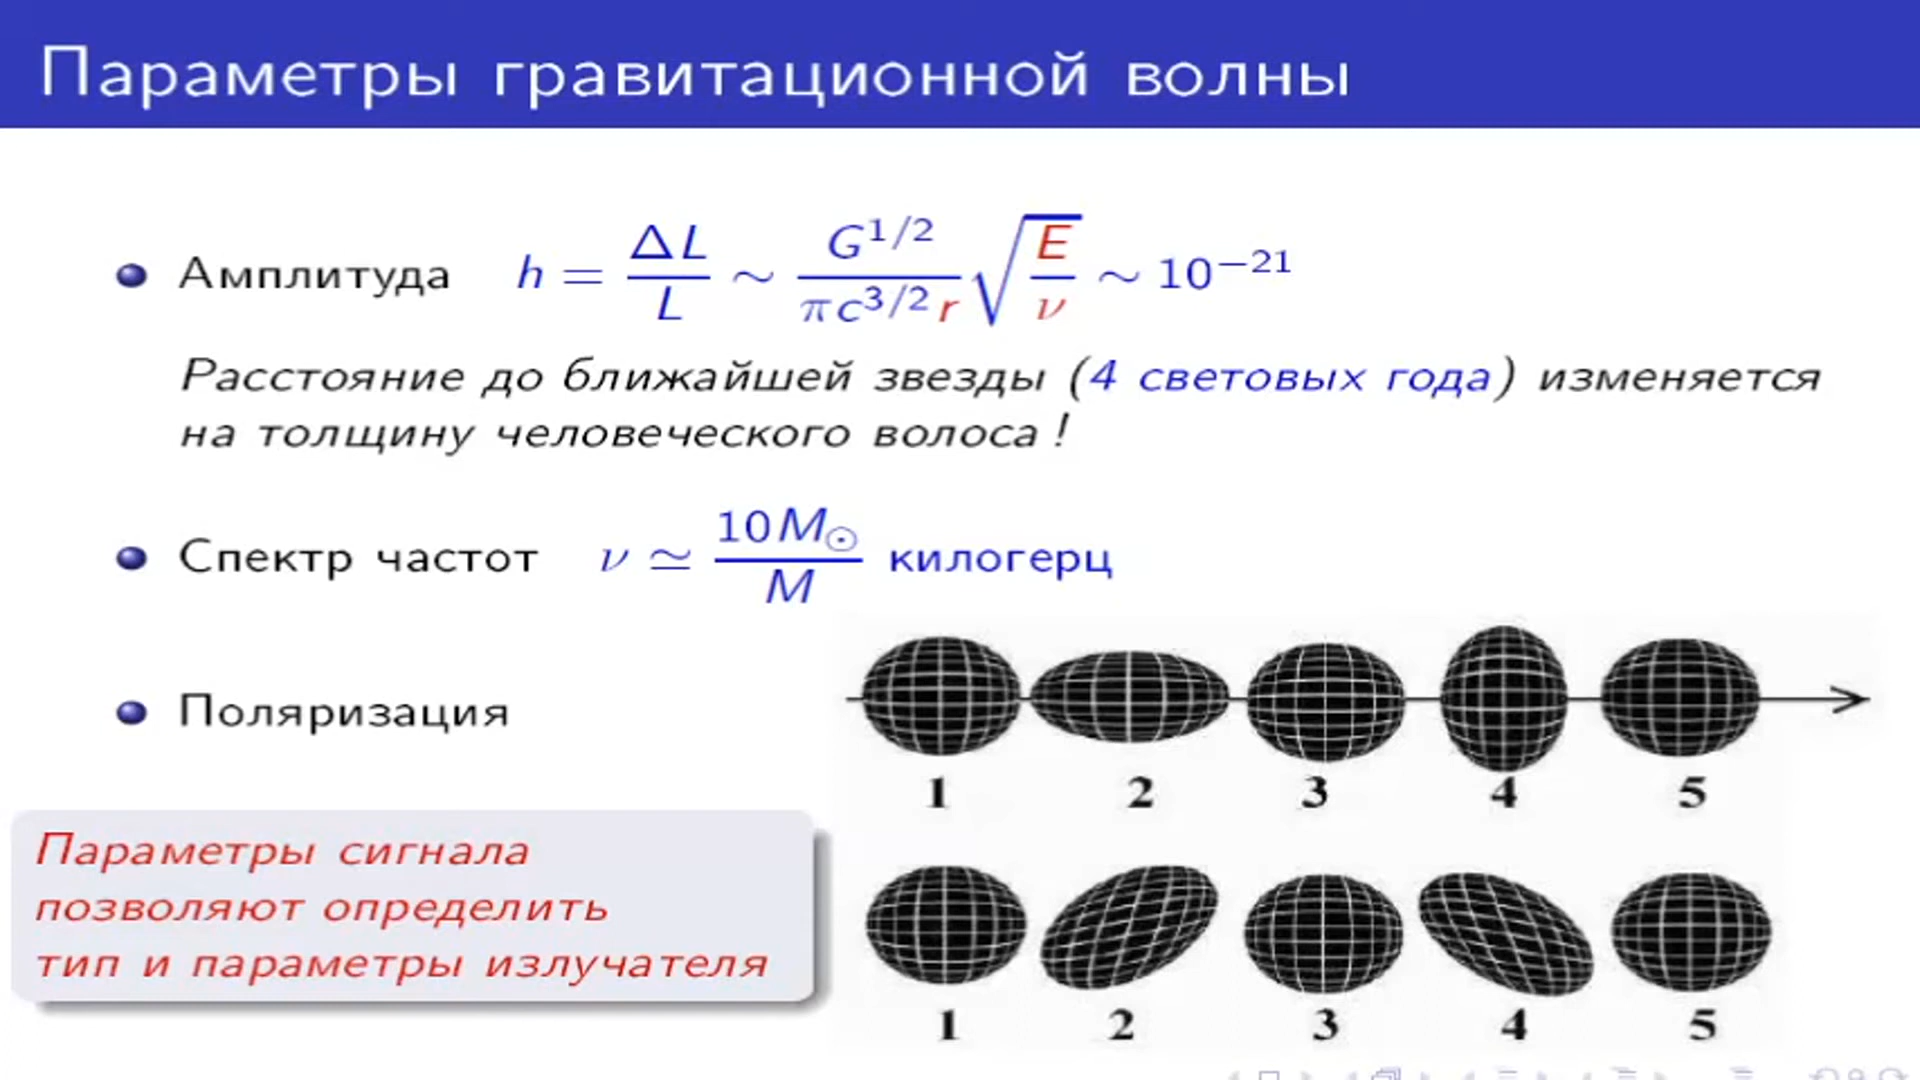 Параметры гравитационной волны
Амплитуда h = ΔL/L ~ G^{1/2}/(πc^{3/2}r) √(E/ν) ~ 10^{−21}
Расстояние до ближайшей звезды (4 световых года) изменяется
на толщину человеческого волоса !
Спектр частот ν ≃ 10M_⊙/M килогерц
Поляризация
1 2 3 4 5
Параметры сигнала
позволяют определить
тип и параметры излучателя
1 2 3 4 5